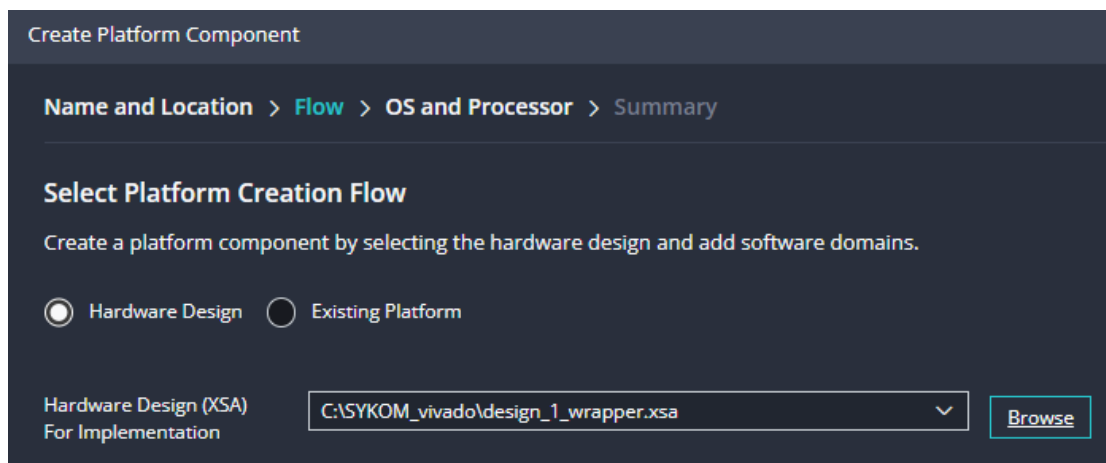 Create Platform Component
Name and Location > Flow > OS and Processor > Summary
Select Platform Creation Flow
Create a platform component by selecting the hardware design and add software domains.
Hardware Design Existing Platform
Hardware Design (XSA)
For Implementation
C:\SYKOM_vivado\design_1_wrapper.xsa
Browse